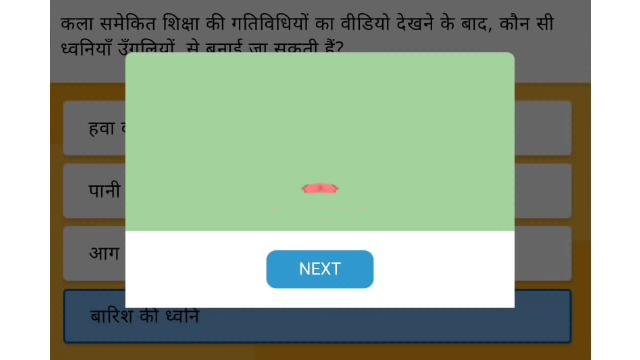 कला समेकित शिक्षा की गतिविधियों का वीडियो देखने के बाद, कौन सी
ध्वनियाँ उँगलियों से बनाई जा सकती हैं?
हवा
पानी
आग
बारिश की ध्वनि
NEXT